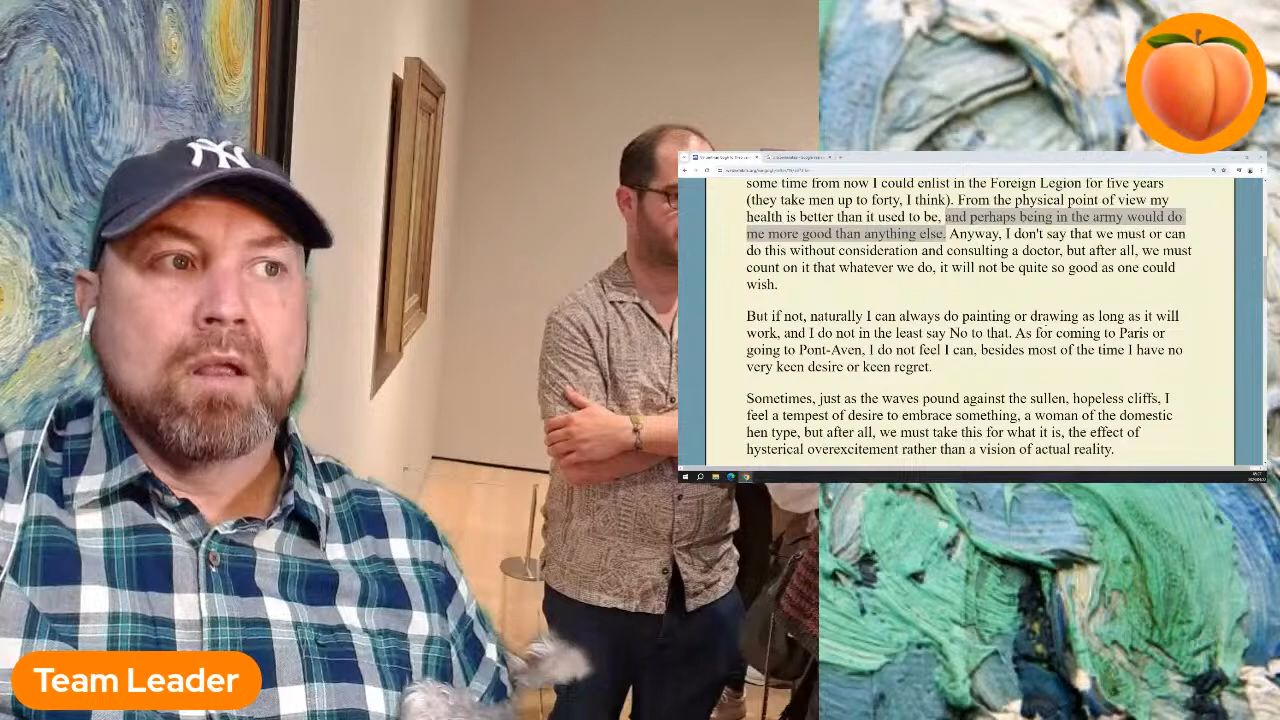 some time from now I could enlist in the Foreign Legion for five years
(they take men up to forty, I think). From the physical point of view my
health is better than it used to be, and perhaps being in the army would do
me more good than anything else. Anyway, I don't say that we must or can
do this without consideration and consulting a doctor, but after all, we must
count on it that whatever we do, it will not be quite so good as one could
wish.
But if not, naturally I can always do painting or drawing as long as it will
work, and I do not in the least say No to that. As for coming to Paris or
going to Pont-Aven, I do not feel I can, besides most of the time I have no
very keen desire or keen regret.
Sometimes, just as the waves pound against the sullen, hopeless cliffs, I
feel a tempest of desire to embrace something, a woman of the domestic
hen type, but after all, we must take this for what it is, the effect of
hysterical overexcitement rather than a vision of actual reality.
NY
Team Leader